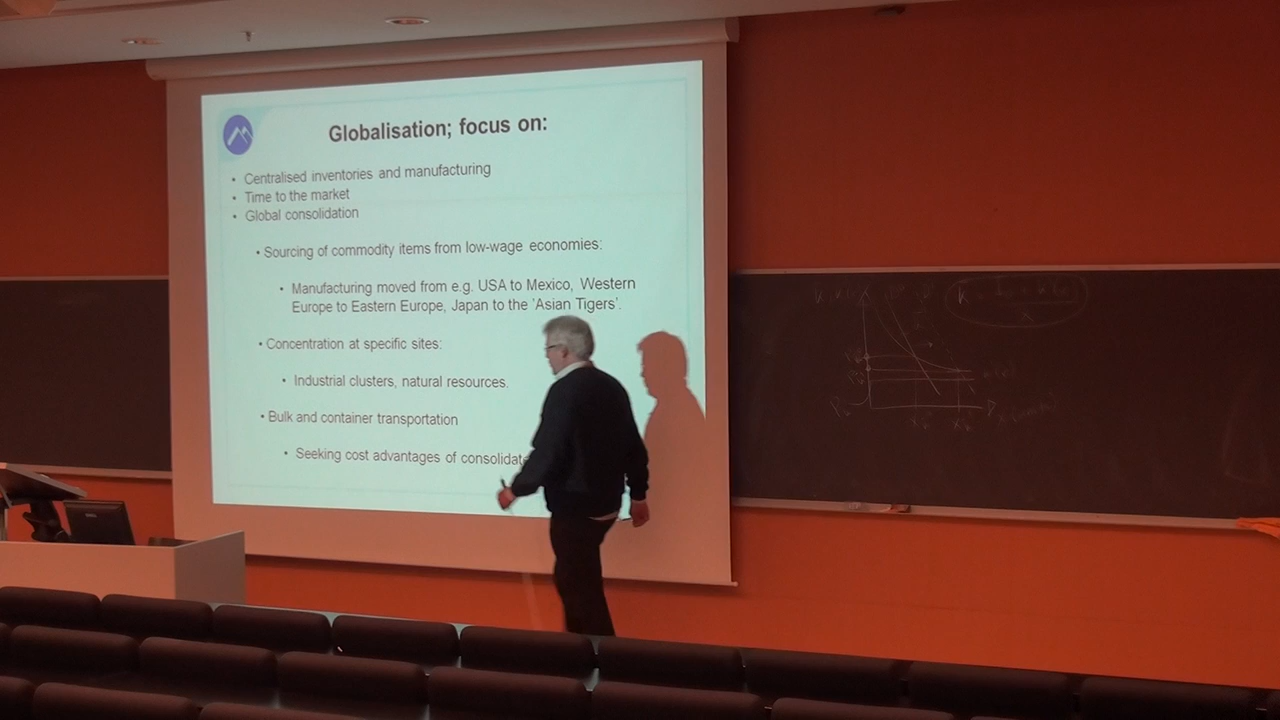 Globalisation; focus on:
• Centralised inventories and manufacturing
• Time to the market
• Global consolidation
• Sourcing of commodity items from low-wage economies:
• Manufacturing moved from e.g. USA to Mexico, Western
Europe to Eastern Europe, Japan to the 'Asian Tigers'.
• Concentration at specific sites:
• Industrial clusters, natural resources.
• Bulk and container transportation
• Seeking cost advantages of